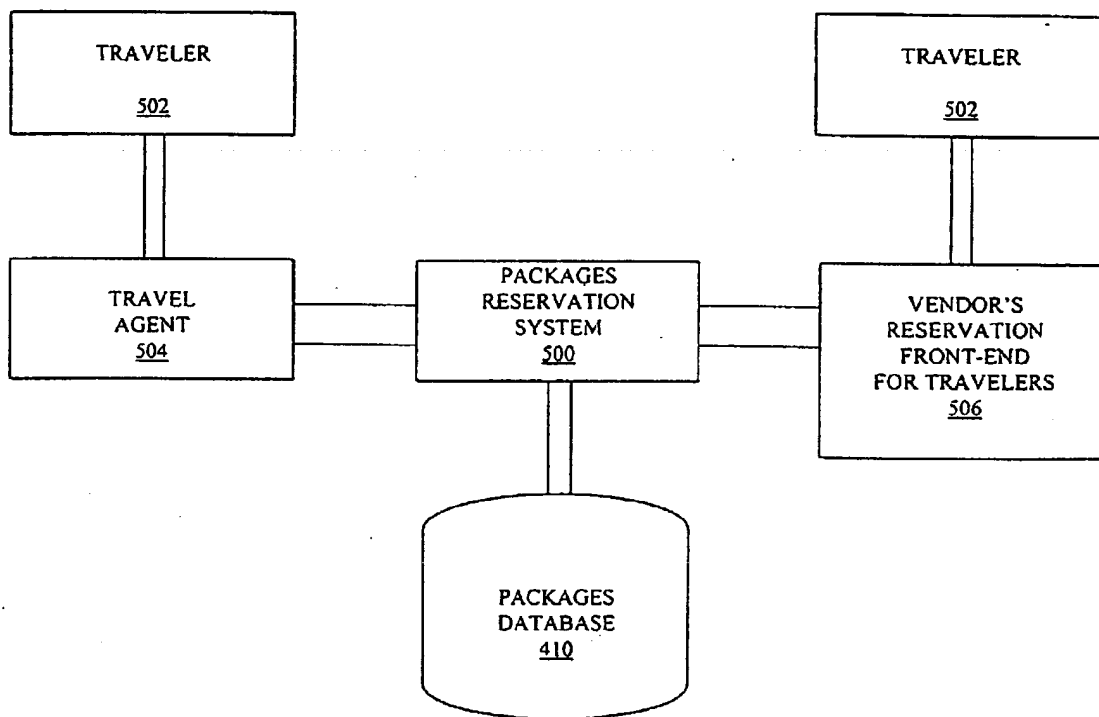 TRAVELER
502
TRAVELER
502
TRAVEL
AGENT
504
PACKAGES
RESERVATION
SYSTEM
500
VENDOR'S
RESERVATION
FRONT-END
FOR TRAVELERS
506
PACKAGES
DATABASE
410